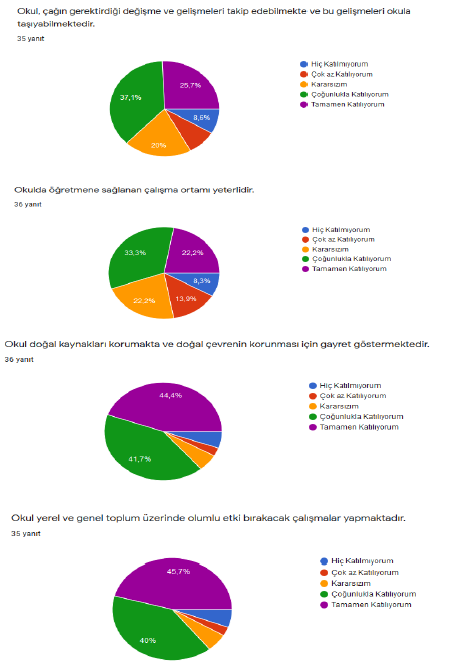 Okul, çağın gerektirdiği değişme ve gelişmeleri takip edebilmekte ve bu gelişmeleri okula
taşıyabilmektedir.
35 yanıt
25,7%
37,1%
8,6%
20%
Hiç Katılmıyorum
Çok az Katılıyorum
Kararsızım
Çoğunlukla Katılıyorum
Tamamen Katılıyorum
Okulda öğretmene sağlanan çalışma ortamı yeterlidir.
36 yanıt
33,3%
22,2%
8,3%
22,2%
13,9%
Hiç Katılmıyorum
Çok az Katılıyorum
Kararsızım
Çoğunlukla Katılıyorum
Tamamen Katılıyorum
Okul doğal kaynakları korumakta ve doğal çevrenin korunması için gayret göstermektedir.
36 yanıt
44,4%
41,7%
Hiç Katılmıyorum
Çok az Katılıyorum
Kararsızım
Çoğunlukla Katılıyorum
Tamamen Katılıyorum
Okul yerel ve genel toplum üzerinde olumlu etki bırakacak çalışmalar yapmaktadır.
35 yanıt
45,7%
40%
Hiç Katılmıyorum
Çok az Katılıyorum
Kararsızım
Çoğunlukla Katılıyorum
Tamamen Katılıyorum